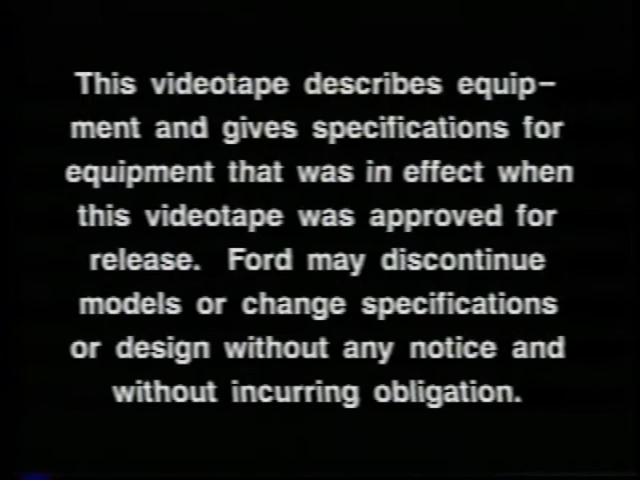 This videotape describes equip-
ment and gives specifications for
equipment that was in effect when
this videotape was approved for
release. Ford may discontinue
models or change specifications
or design without any notice and
without incurring obligation.